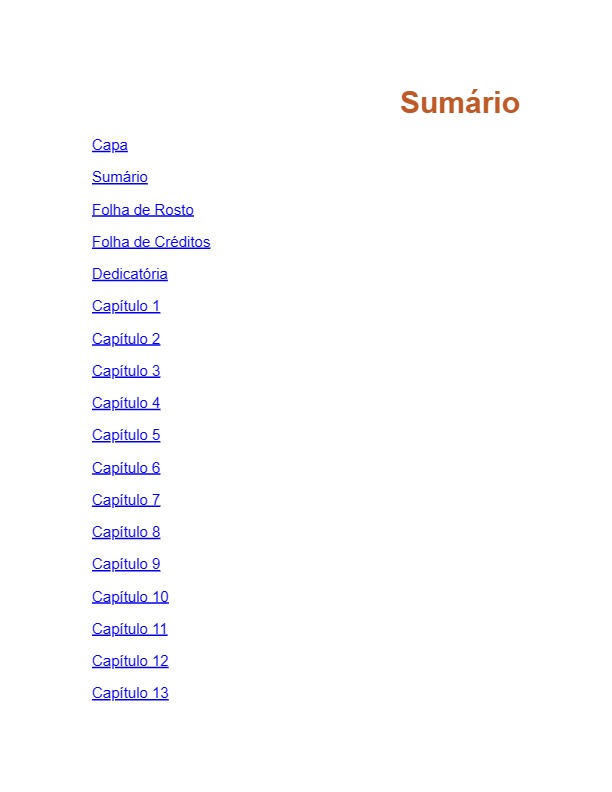 Sumário
Capa
Sumário
Folha de Rosto
Folha de Créditos
Dedicatória
Capítulo 1
Capítulo 2
Capítulo 3
Capítulo 4
Capítulo 5
Capítulo 6
Capítulo 7
Capítulo 8
Capítulo 9
Capítulo 10
Capítulo 11
Capítulo 12
Capítulo 13